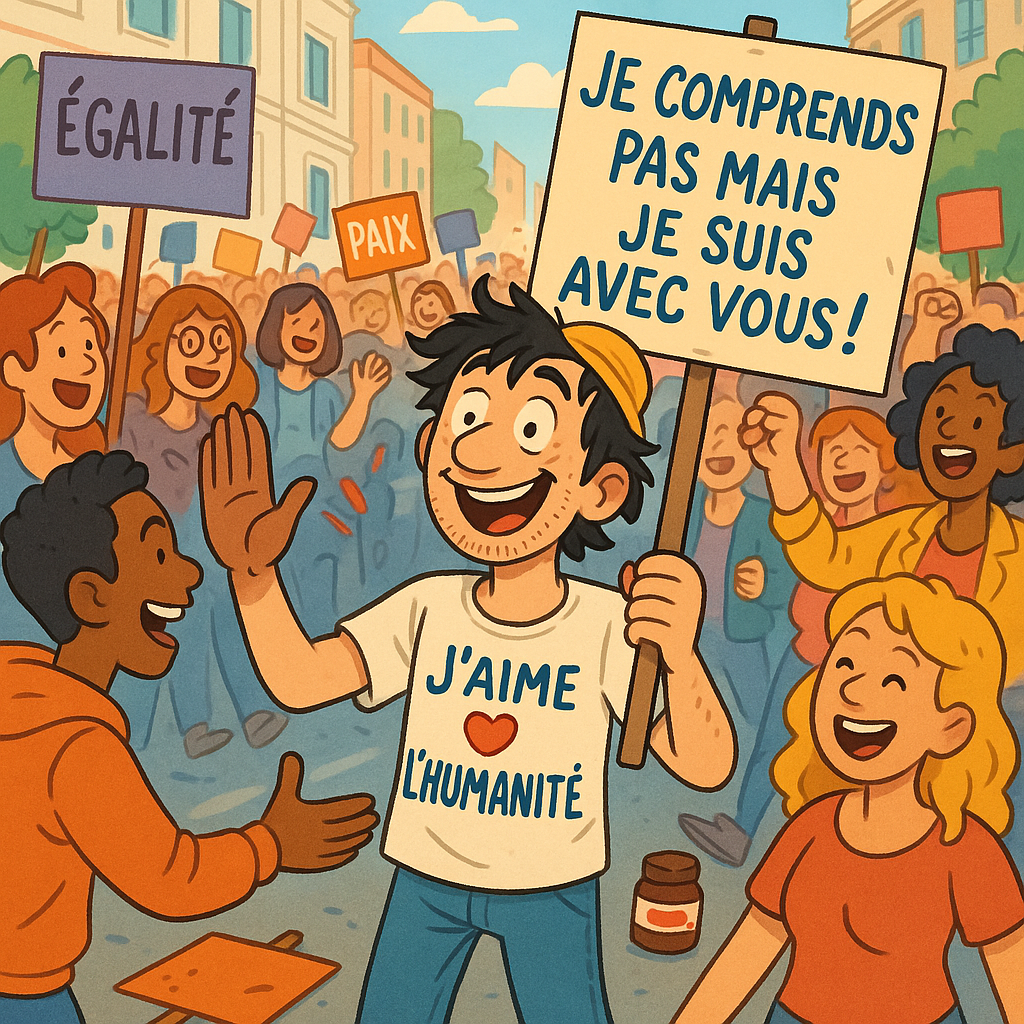 ÉGALITÉ
PAIX
JE COMPRENDS
PAS MAIS
JE SUIS
AVEC VOUS!
J'AIME
L'HUMANITÉ